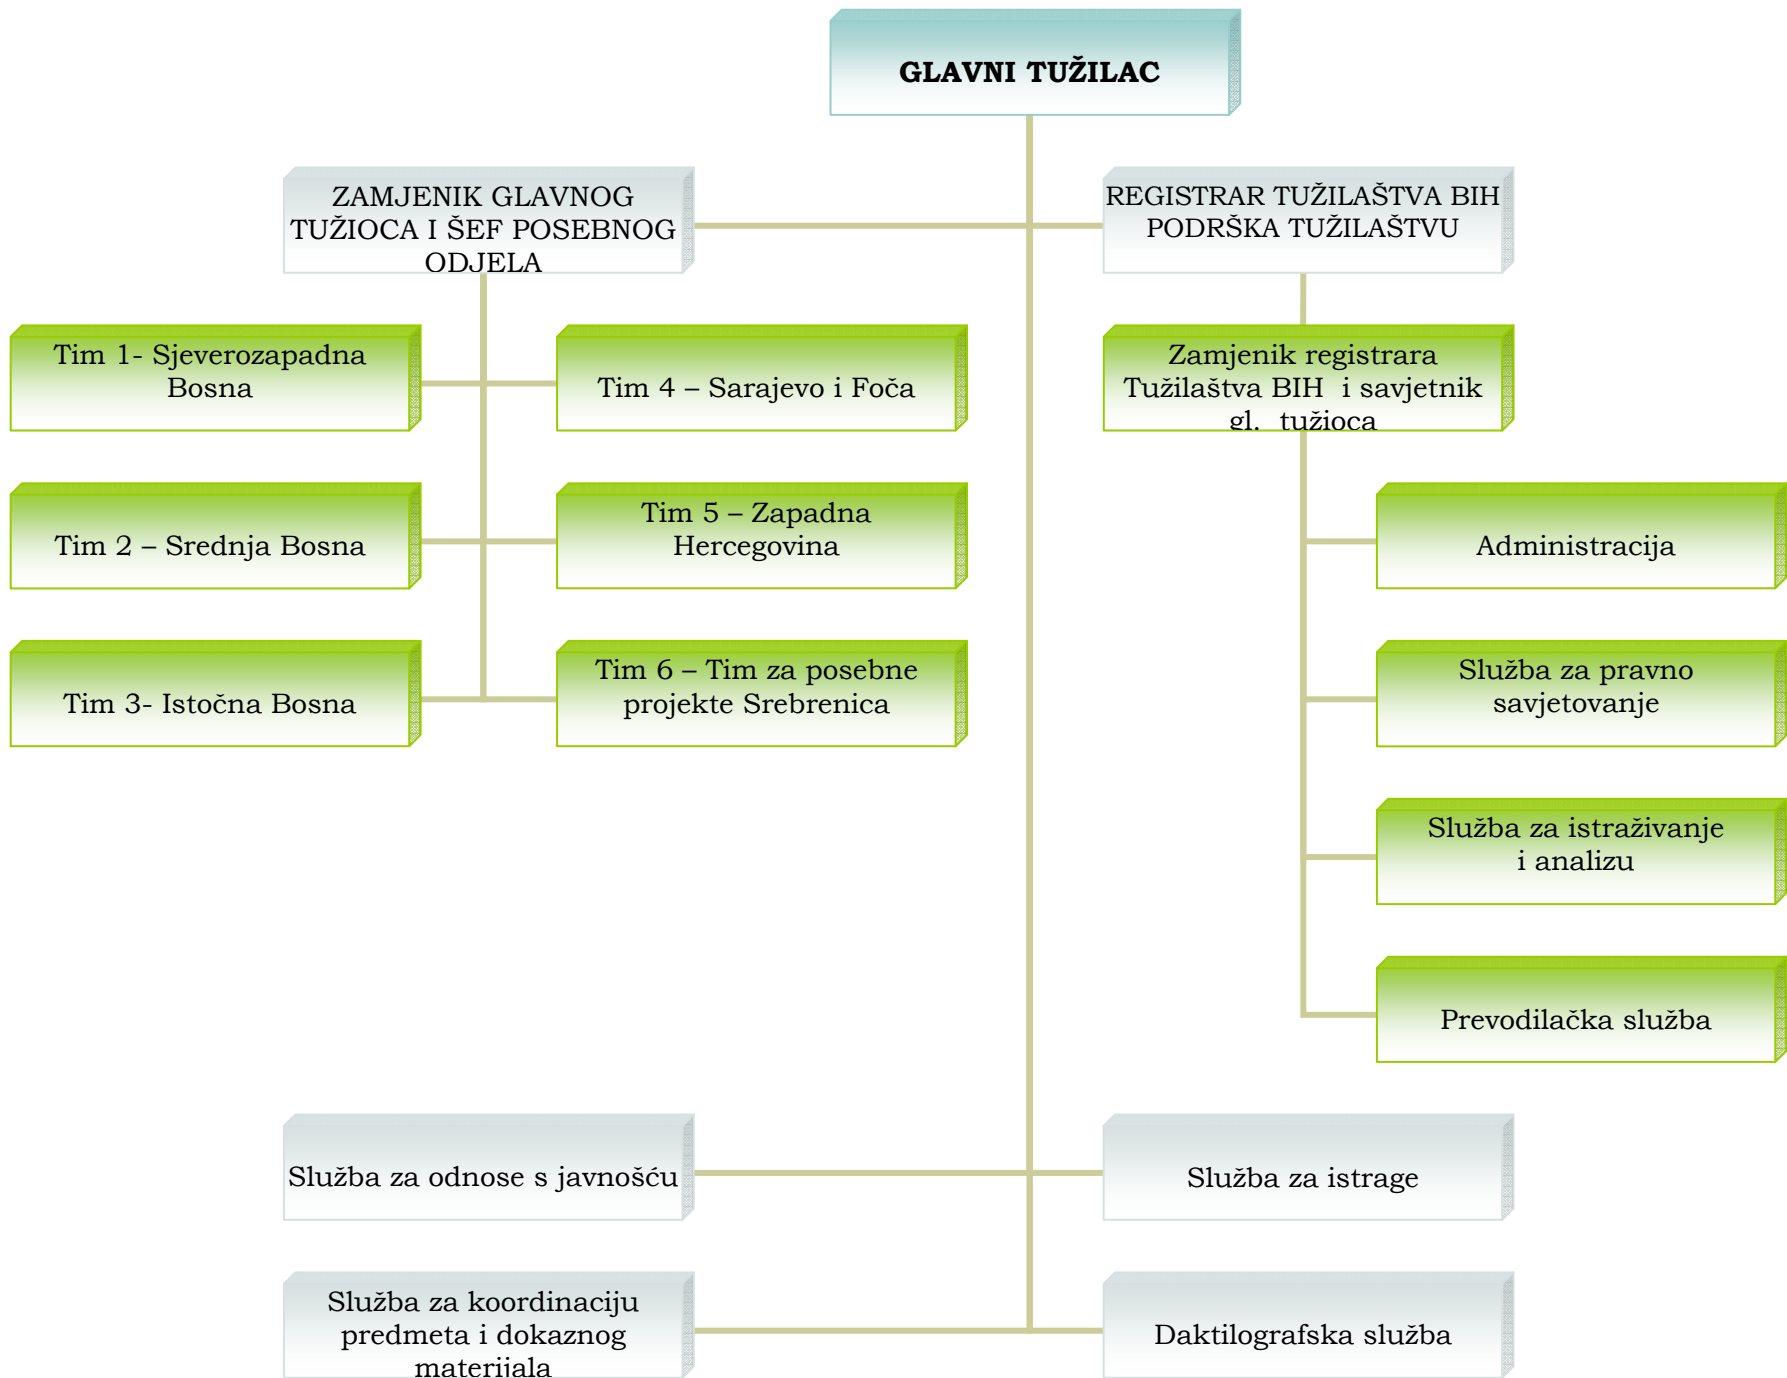 GLAVNI TUŽILAC
ZAMJENIK GLAVNOG
TUŽIOCA I ŠEF POSEBNOG
ODJELA
REGISTRAR TUŽILAŠTVA BIH
PODRŠKA TUŽILAŠTVU
Tim 1- Sjeverozapadna
Bosna
Tim 4 – Sarajevo i Foča
Zamjenik registrara
Tužilaštva BIH i savjetnik
gl. tužioca
Tim 2 – Srednja Bosna
Tim 5 – Zapadna
Hercegovina
Administracija
Tim 3- Istočna Bosna
Tim 6 – Tim za posebne
projekte Srebrenica
Služba za pravno
savjetovanje
Služba za istraživanje
i analizu
Prevodilačka služba
Služba za odnose s javnošću
Služba za istrage
Služba za koordinaciju
predmeta i dokaznog
materijala
Daktilografska služba